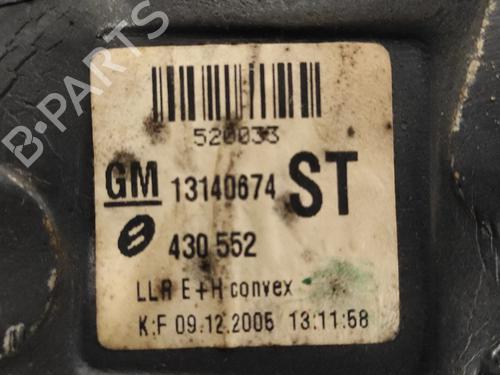 B-PARTS
520033
GM 13140674 ST
430 552
LLR E+H convex
K:F 09.12.2005 13:11:58